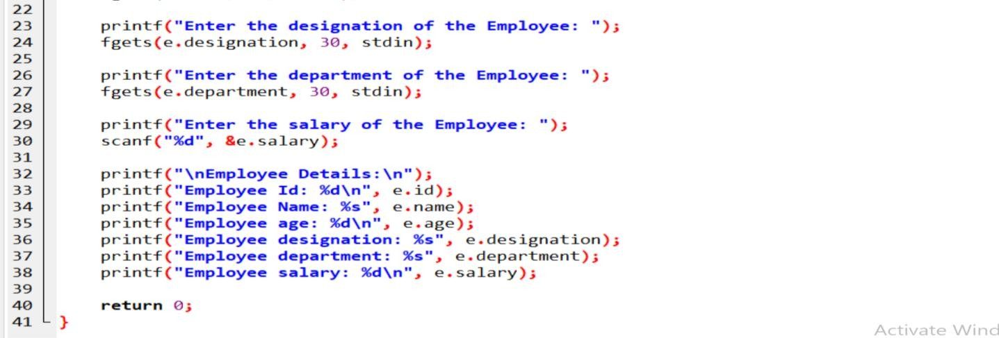 22
23 printf("Enter the designation of the Employee: ");
24 fgets(e.designation, 30, stdin);
25
26 printf("Enter the department of the Employee: ");
27 fgets(e.department, 30, stdin);
28
29 printf("Enter the salary of the Employee: ");
30 scanf("%d", &e.salary);
31
32 printf("\nEmployee Details:\n");
33 printf("Employee Id: %d\n", e.id);
34 printf("Employee Name: %s", e.name);
35 printf("Employee age: %d\n", e.age);
36 printf("Employee designation: %s", e.designation);
37 printf("Employee department: %s", e.department);
38 printf("Employee salary: %d\n", e.salary);
39
40 return 0;
41 }
Activate Wind